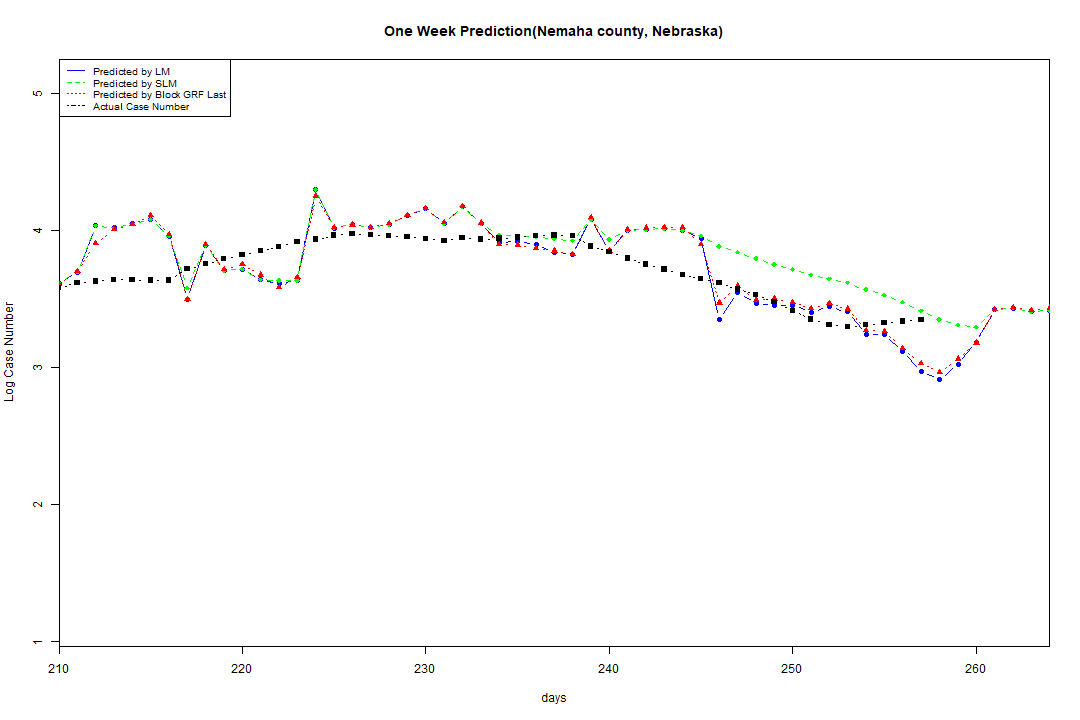 One Week Prediction(Nemaha county, Nebraska)
Predicted by LM
Predicted by SLM
Predicted by Block GRF Last
Actual Case Number
5
4
3
2
1
Log Case Number
210 220 230 240 250 260
days